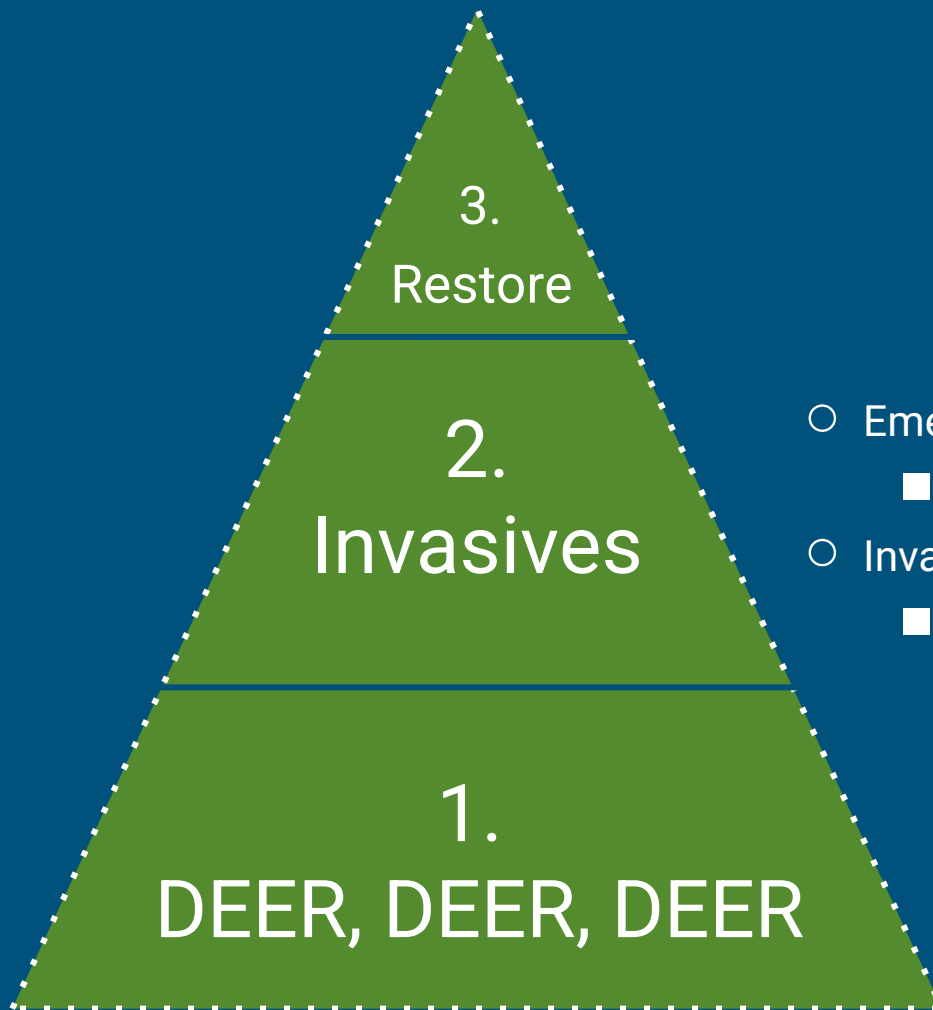 3.
Restore
2.
Invasives
1.
DEER, DEER, DEER